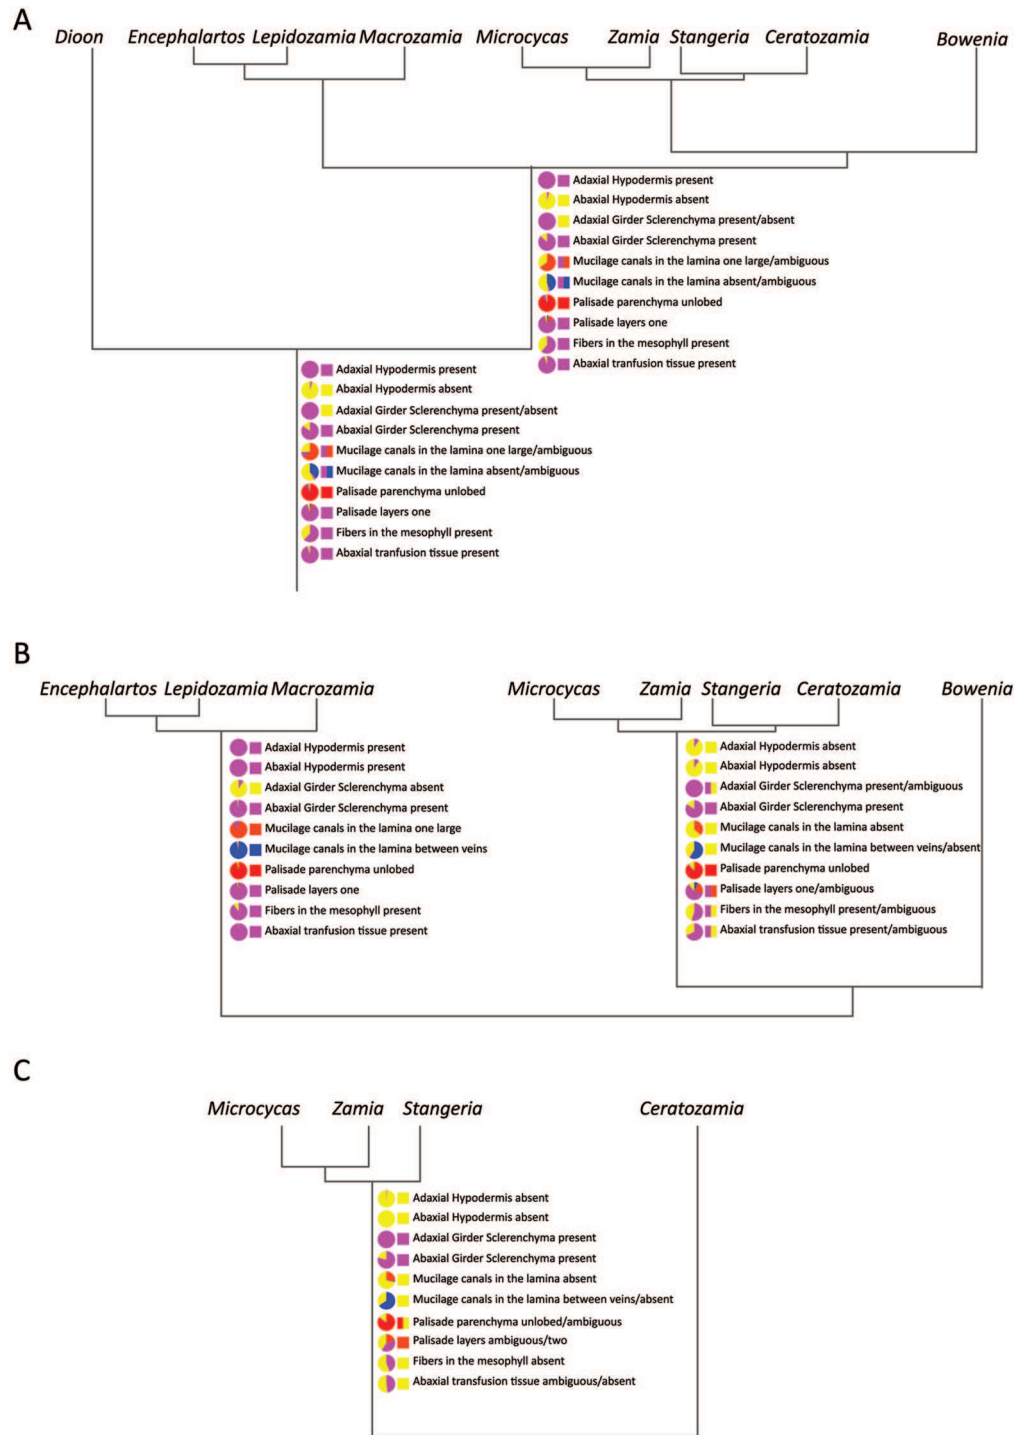 A
Dioon Encephalartos Lepidozamia Macrozamia Microcycas Zamia Stangeria Ceratozamia Bowenia
Adaxial Hypodermis present
Abaxial Hypodermis absent
Adaxial Girder Sclerenchyma present/absent
Abaxial Girder Sclerenchyma present
Mucilage canals in the lamina one large/ambiguous
Mucilage canals in the lamina absent/ambiguous
Palisade parenchyma unlobed
Palisade layers one
Fibers in the mesophyll present
Abaxial tranfusion tissue present
Adaxial Hypodermis present
Abaxial Hypodermis absent
Adaxial Girder Sclerenchyma present/absent
Abaxial Girder Sclerenchyma present
Mucilage canals in the lamina one large/ambiguous
Mucilage canals in the lamina absent/ambiguous
Palisade parenchyma unlobed
Palisade layers one
Fibers in the mesophyll present
Abaxial tranfusion tissue present
B
Encephalartos Lepidozamia Macrozamia Microcycas Zamia Stangeria Ceratozamia Bowenia
Adaxial Hypodermis present
Abaxial Hypodermis present
Adaxial Girder Sclerenchyma absent
Abaxial Girder Sclerenchyma present
Mucilage canals in the lamina one large
Mucilage canals in the lamina between veins
Palisade parenchyma unlobed
Palisade layers one
Fibers in the mesophyll present
Abaxial tranfusion tissue present
Adaxial Hypodermis absent
Abaxial Hypodermis absent
Adaxial Girder Sclerenchyma present/ambiguous
Abaxial Girder Sclerenchyma present
Mucilage canals in the lamina absent
Mucilage canals in the lamina between veins/absent
Palisade parenchyma unlobed
Palisade layers one/ambiguous
Fibers in the mesophyll present/ambiguous
Abaxial transfusion tissue present/ambiguous
C
Microcycas Zamia Stangeria Ceratozamia
Adaxial Hypodermis absent
Abaxial Hypodermis absent
Adaxial Girder Sclerenchyma present
Abaxial Girder Sclerenchyma present
Mucilage canals in the lamina absent
Mucilage canals in the lamina between veins/absent
Palisade parenchyma unlobed/ambiguous
Palisade layers ambiguous/two
Fibers in the mesophyll absent
Abaxial transfusion tissue ambiguous/absent